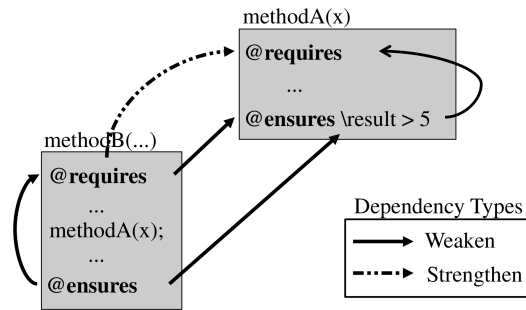 methodA(x)
@requires
...
@ensures \result > 5
methodB(...)
@requires
...
methodA(x);
...
@ensures
Dependency Types
Weaken
Strengthen